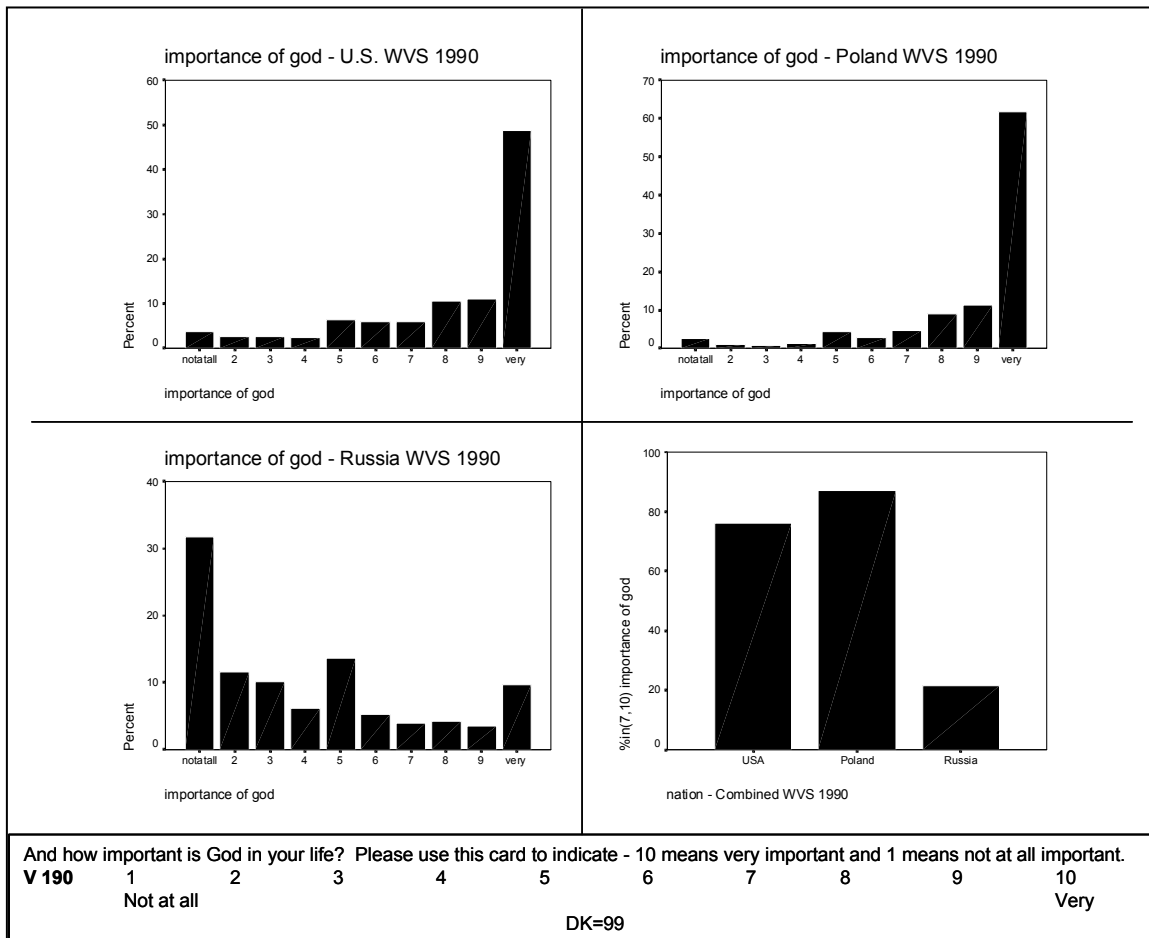 importance of god - U.S. WVS 1990
60
50
40
30
20
10
0
Percent
notatall 2 3 4 5 6 7 8 9 very
importance of god
importance of god - Poland WVS 1990
70
60
50
40
30
20
10
0
Percent
notatall 2 3 4 5 6 7 8 9 very
importance of god
importance of god - Russia WVS 1990
40
30
20
10
0
Percent
notatall 2 3 4 5 6 7 8 9 very
importance of god
100
80
60
40
20
0
%in(7,10) importance of god
USA Poland Russia
nation - Combined WVS 1990
And how important is God in your life? Please use this card to indicate - 10 means very important and 1 means not at all important.
V 190 1 2 3 4 5 6 7 8 9 10
Not at all Very
DK=99